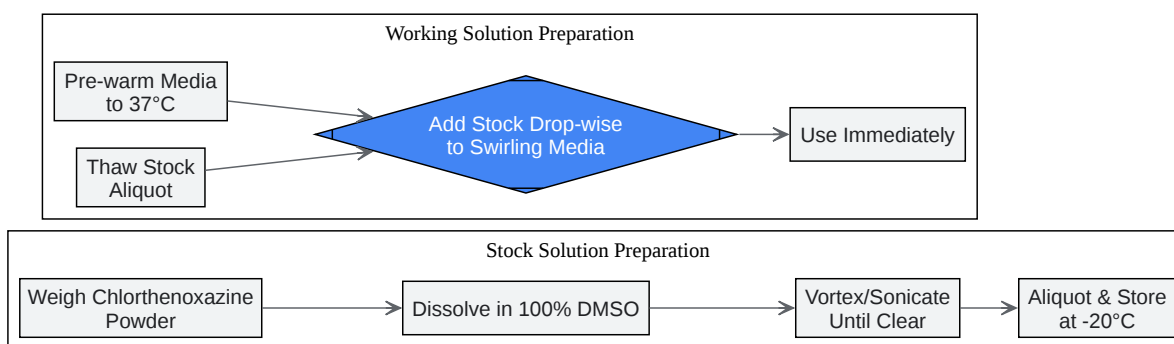 Working Solution Preparation
Pre-warm Media
to 37°C
Thaw Stock
Aliquot
Add Stock Drop-wise
to Swirling Media
Use Immediately
Stock Solution Preparation
Weigh Chlorthenoxazine
Powder
Dissolve in 100% DMSO
Vortex/Sonicate
Until Clear
Aliquot & Store
at -20°C